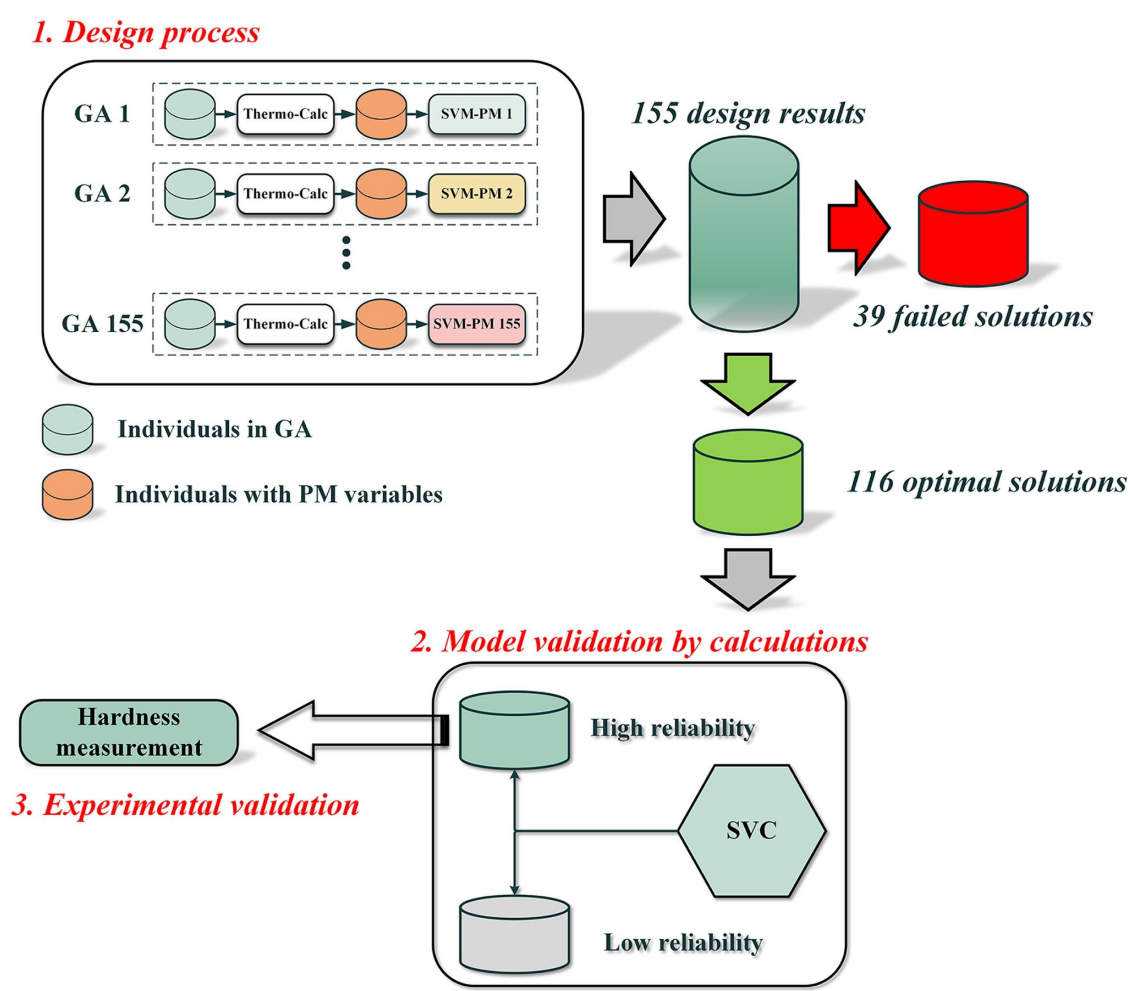 1. Design process
GA 1
Thermo-Calc
SVM-PM 1
GA 2
Thermo-Calc
SVM-PM 2
GA 155
Thermo-Calc
SVM-PM 155
155 design results
39 failed solutions
Individuals in GA
Individuals with PM variables
116 optimal solutions
2. Model validation by calculations
High reliability
SVC
Low reliability
Hardness
measurement
3. Experimental validation